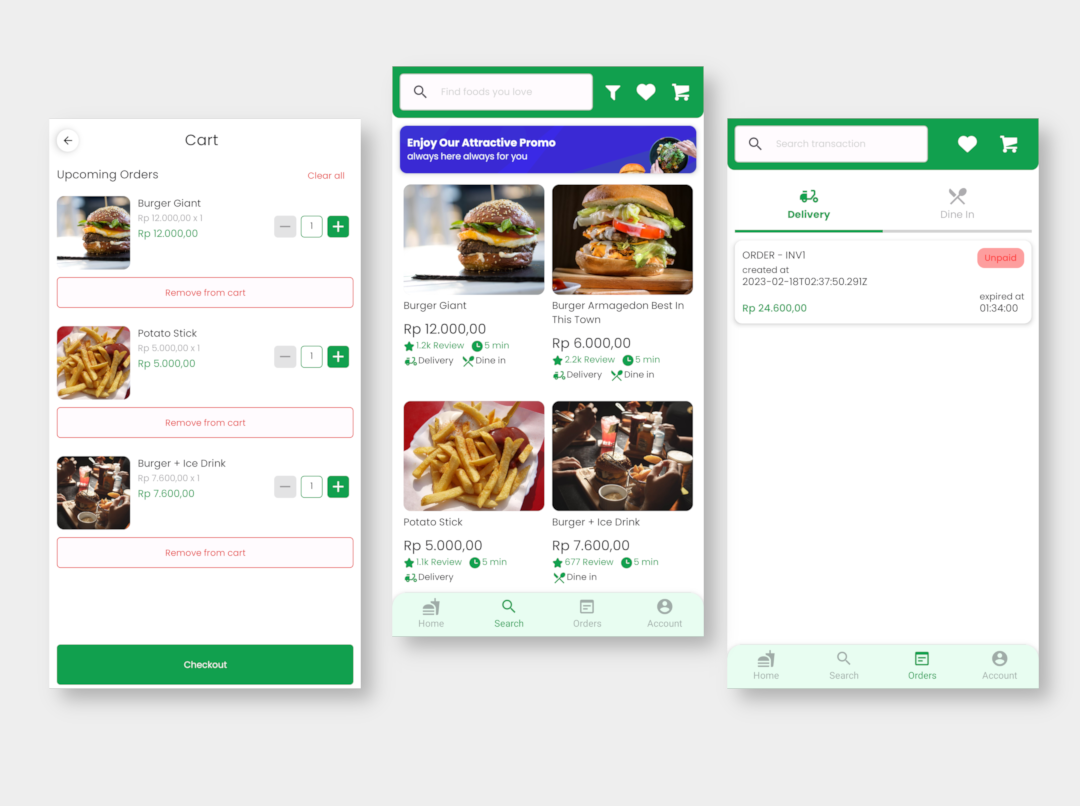 Cart
Upcoming Orders
Clear all
Burger Giant
Rp 12.000,00 x 1
Rp 12.000,00
1
Remove from cart
Potato Stick
Rp 5.000,00 x 1
Rp 5.000,00
1
Remove from cart
Burger + Ice Drink
Rp 7.600,00 x 1
Rp 7.600,00
1
Remove from cart
Checkout
Find foods you love
Enjoy Our Attractive Promo
always here always for you
Burger Giant
Rp 12.000,00
1.2k Review 5 min
Delivery Dine in
Burger Armagedon Best In
This Town
Rp 6.000,00
2.2k Review 5 min
Delivery Dine in
Potato Stick
Rp 5.000,00
1.1k Review 5 min
Delivery
Burger + Ice Drink
Rp 7.600,00
677 Review 5 min
Dine in
Home Search Orders Account
Search transaction
Delivery
Dine In
ORDER - INV1
Unpaid
created at
2023-02-18T02:37:50.291Z
expired at
01:34:00
Rp 24.600,00
Home Search Orders Account